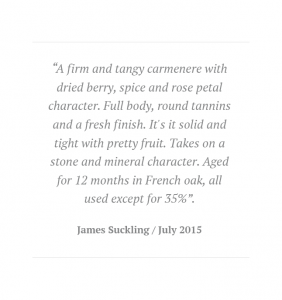 “A firm and tangy carmenere with
dried berry, spice and rose petal
character. Full body, round tannins
and a fresh finish. It's it solid and
tight with pretty fruit. Takes on a
stone and mineral character. Aged
for 12 months in French oak, all
used except for 35%”.
James Suckling / July 2015